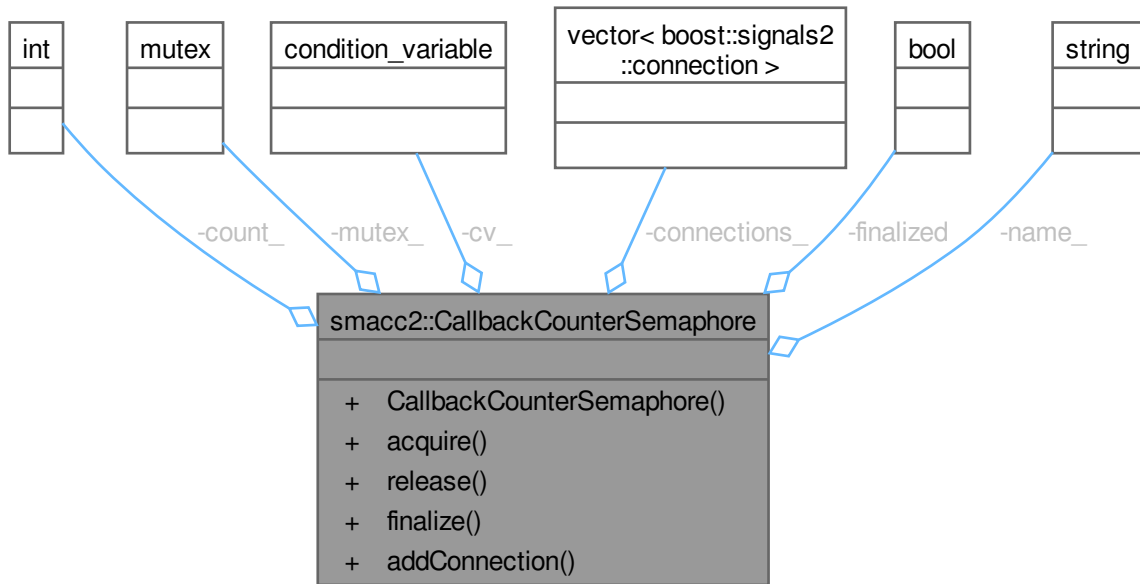 int
mutex
condition_variable
vector< boost::signals2
::connection >
bool
string
-count_
-mutex_
-cv_
-connections_
-finalized
-name_
smacc2::CallbackCounterSemaphore
+ CallbackCounterSemaphore()
+ acquire()
+ release()
+ finalize()
+ addConnection()